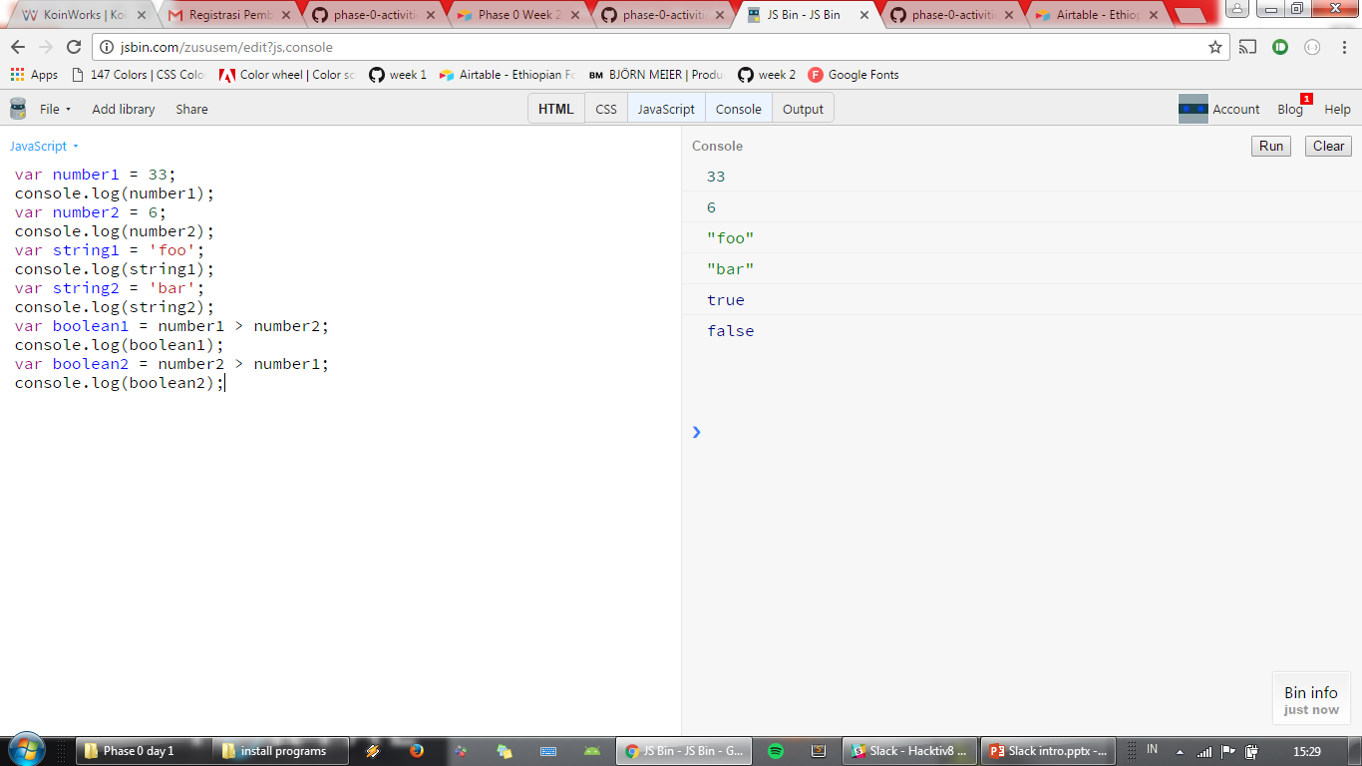 KoinWorks | Koi
Registrasi Pemb
phase-0-activitie
Phase 0 Week 2
phase-0-activiti
JS Bin - JS Bin
phase-0-activiti
Airtable - Ethiop
jsbin.com/zususem/edit?js,console
Apps
147 Colors | CSS Colo
Color wheel | Color sc
week 1
Airtable - Ethiopian Fo
BM BJÖRN MEIER | Produ
week 2
F Google Fonts
File
Add library
Share
HTML
CSS
JavaScript
Console
Output
Account
Blog
1
Help
JavaScript
var number1 = 33;
console.log(number1);
var number2 = 6;
console.log(number2);
var string1 = 'foo';
console.log(string1);
var string2 = 'bar';
console.log(string2);
var boolean1 = number1 > number2;
console.log(boolean1);
var boolean2 = number2 > number1;
console.log(boolean2);
Console
Run
Clear
33
6
"foo"
"bar"
true
false
>
Bin info
just now
Phase 0 day 1
install programs
JS Bin - JS Bin - G...
Slack - Hacktiv8 ...
Slack intro.pptx -...
IN
15:29